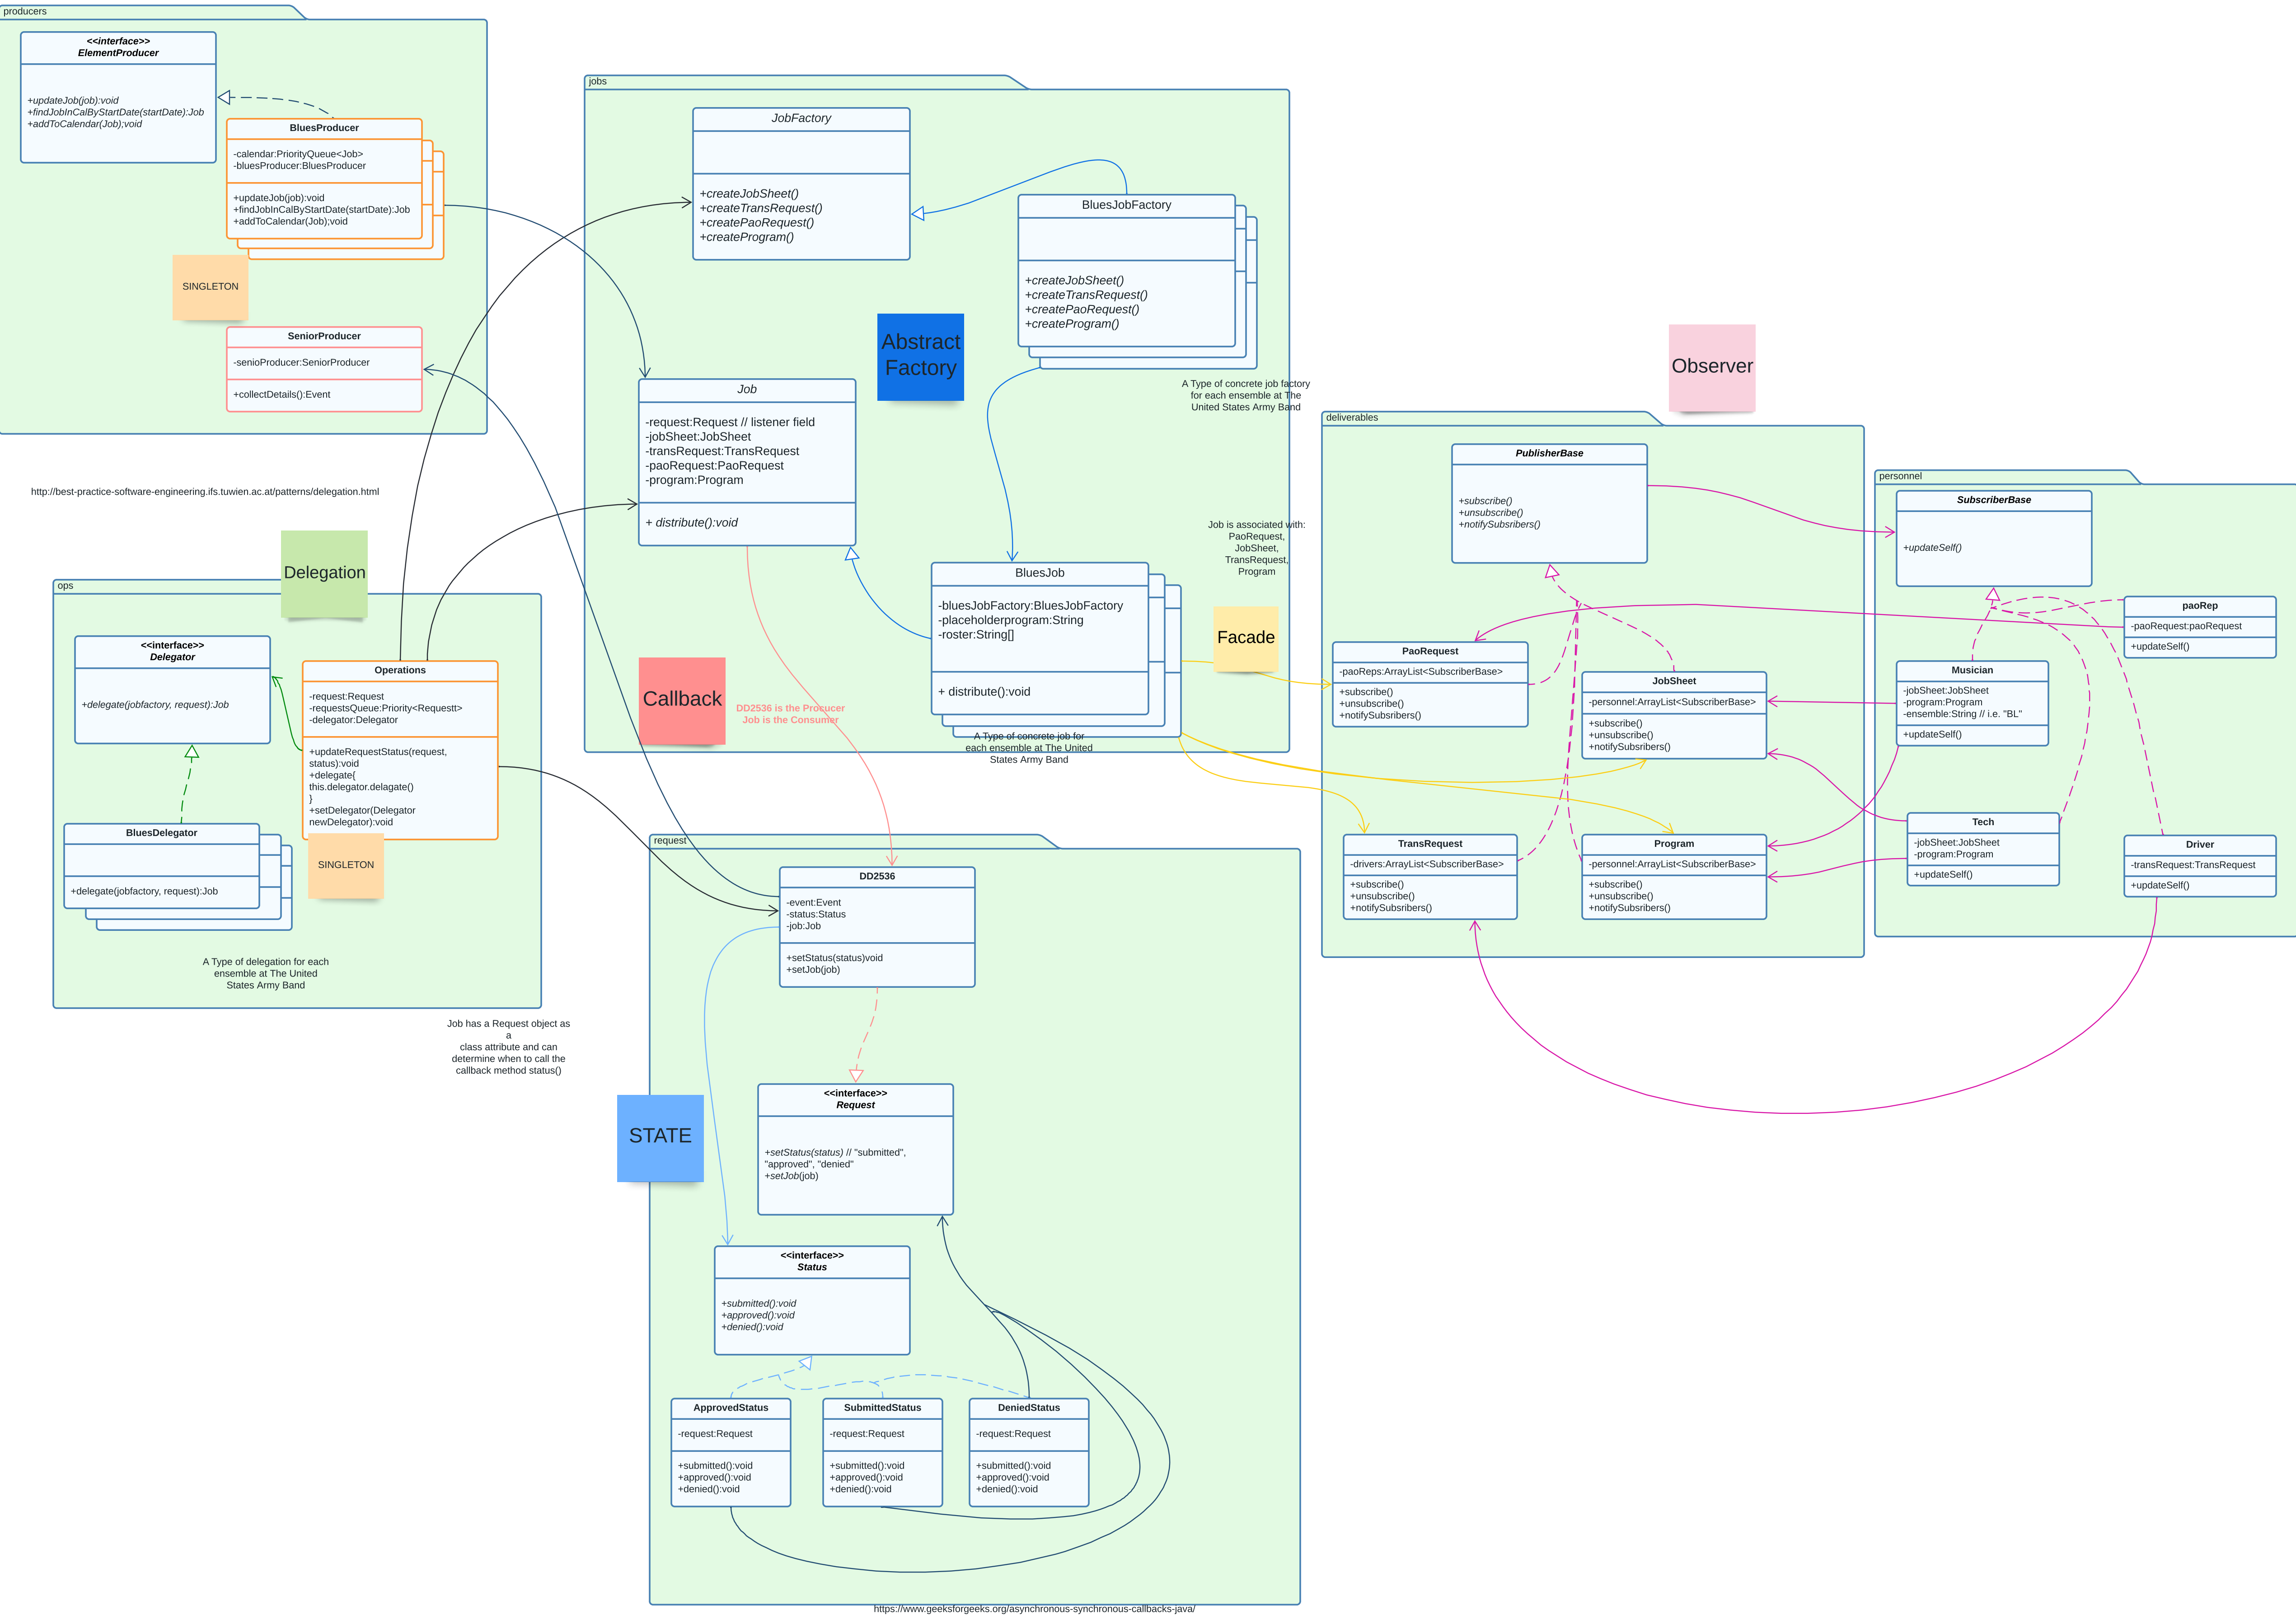 producers
<<interface>>
ElementProducer
+updateJob(job):void
+findJobInCalByStartDate(startDate):Job
+addToCalendar(Job);void
BluesProducer
-calendar:PriorityQueue<Job>
-bluesProducer:BluesProducer
+updateJob(job):void
+findJobInCalByStartDate(startDate):Job
+addToCalendar(Job);void
SINGLETON
SeniorProducer
-senioProducer:SeniorProducer
+collectDetails():Event
http://best-practice-software-engineering.ifs.tuwien.ac.at/patterns/delegation.html
Delegation
ops
<<interface>>
Delegator
+delegate(jobfactory, request):Job
Operations
-request:Request
-requestsQueue:Priority<Requestt>
-delegator:Delegator
+updateRequestStatus(request,
status):void
+delegate{
this.delegator.delagate()
}
+setDelegator(Delegator
newDelegator):void
BluesDelegator
+delegate(jobfactory, request):Job
SINGLETON
A Type of delegation for each
ensemble at The United
States Army Band
Job has a Request object as
a
class attribute and can
determine when to call the
callback method status()
jobs
JobFactory
+createJobSheet()
+createTransRequest()
+createPaoRequest()
+createProgram()
BluesJobFactory
+createJobSheet()
+createTransRequest()
+createPaoRequest()
+createProgram()
Abstract
Factory
A Type of concrete job factory
for each ensemble at The
United States Army Band
Job
-request:Request // listener field
-jobSheet:JobSheet
-transRequest:TransRequest
-paoRequest:PaoRequest
-program:Program
+ distribute():void
Job is associated with:
PaoRequest,
JobSheet,
TransRequest,
Program
BluesJob
-bluesJobFactory:BluesJobFactory
-placeholderprogram:String
-roster:String[]
+ distribute():void
Facade
Callback
DD2536 is the Procucer
Job is the Consumer
A Type of concrete job for
each ensemble at The United
States Army Band
request
DD2536
-event:Event
-status:Status
-job:Job
+setStatus(status)void
+setJob(job)
<<interface>>
Request
+setStatus(status) // "submitted",
"approved", "denied"
+setJob(job)
STATE
<<interface>>
Status
+submitted():void
+approved():void
+denied():void
ApprovedStatus
-request:Request
+submitted():void
+approved():void
+denied():void
SubmittedStatus
-request:Request
+submitted():void
+approved():void
+denied():void
DeniedStatus
-request:Request
+submitted():void
+approved():void
+denied():void
https://www.geeksforgeeks.org/asynchronous-synchronous-callbacks-java/
Observer
deliverables
PublisherBase
+subscribe()
+unsubscribe()
+notifySubsribers()
PaoRequest
-paoReps:ArrayList<SubscriberBase>
+subscribe()
+unsubscribe()
+notifySubsribers()
JobSheet
-personnel:ArrayList<SubscriberBase>
+subscribe()
+unsubscribe()
+notifySubsribers()
TransRequest
-drivers:ArrayList<SubscriberBase>
+subscribe()
+unsubscribe()
+notifySubsribers()
Program
-personnel:ArrayList<SubscriberBase>
+subscribe()
+unsubscribe()
+notifySubsribers()
personnel
SubscriberBase
+updateSelf()
paoRep
-paoRequest:paoRequest
+updateSelf()
Musician
-jobSheet:JobSheet
-program:Program
-ensemble:String // i.e. "BL"
+updateSelf()
Tech
-jobSheet:JobSheet
-program:Program
+updateSelf()
Driver
-transRequest:TransRequest
+updateSelf()